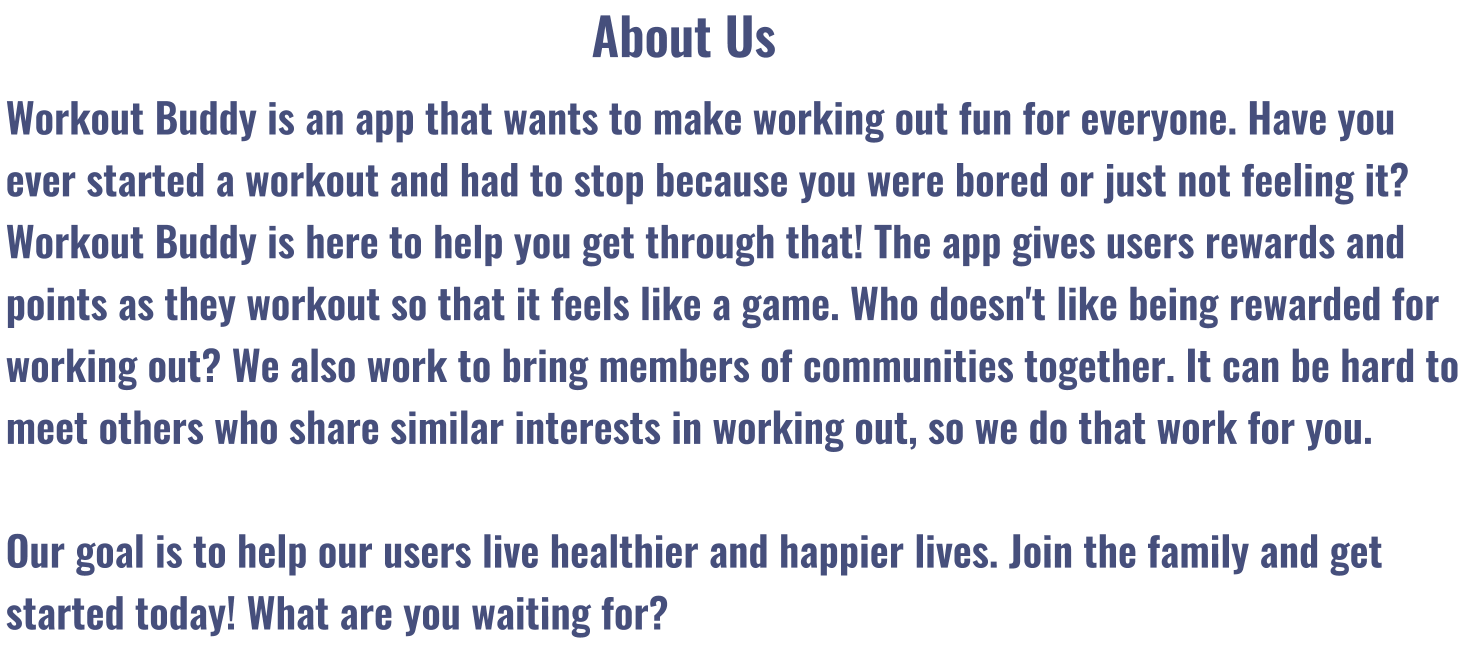 About Us
Workout Buddy is an app that wants to make working out fun for everyone. Have you
ever started a workout and had to stop because you were bored or just not feeling it?
Workout Buddy is here to help you get through that! The app gives users rewards and
points as they workout so that it feels like a game. Who doesn't like being rewarded for
working out? We also work to bring members of communities together. It can be hard to
meet others who share similar interests in working out, so we do that work for you.
Our goal is to help our users live healthier and happier lives. Join the family and get
started today! What are you waiting for?